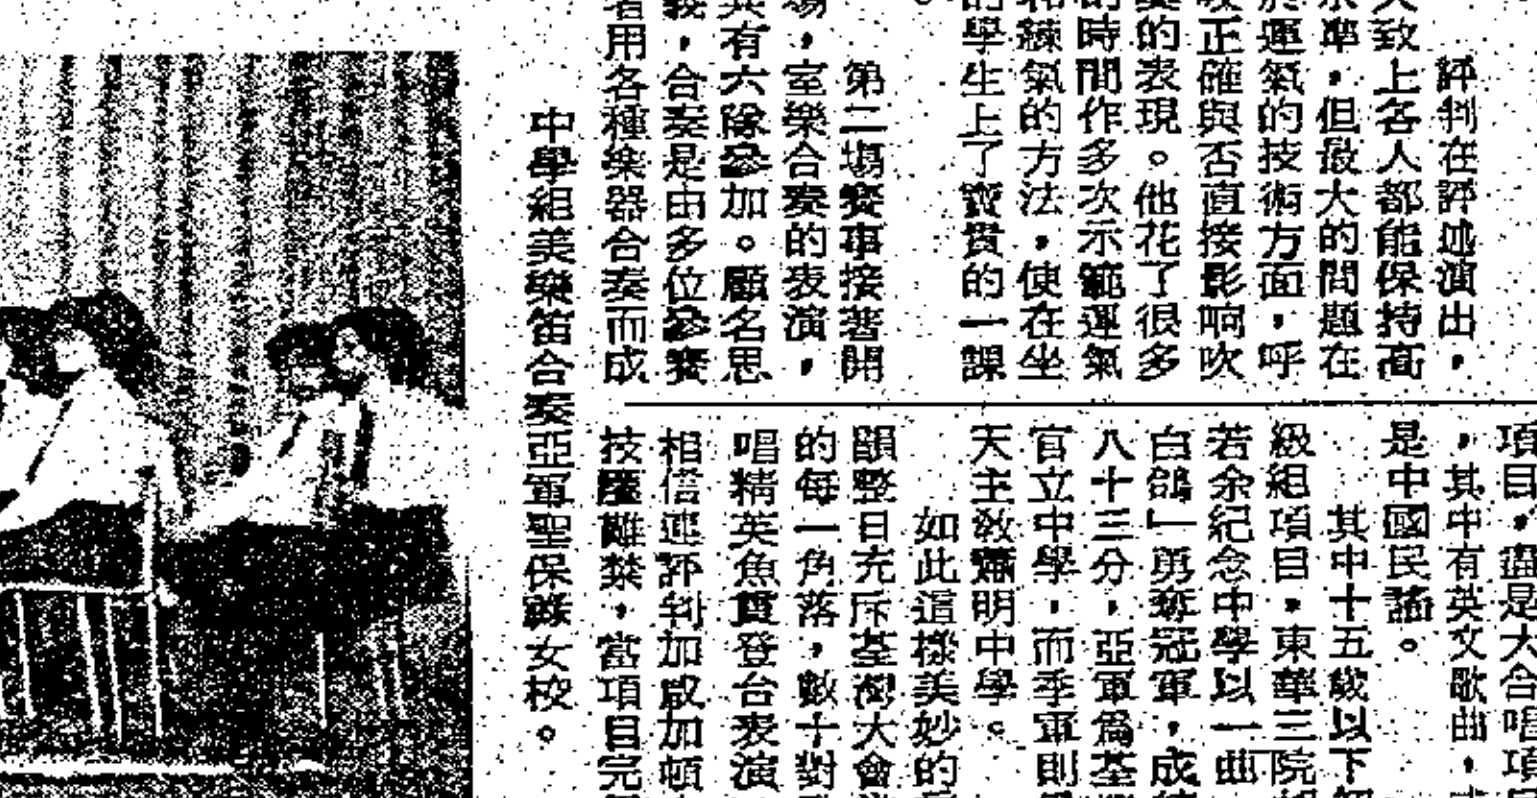 評判在評述演出，
大致上各人都能保持高
水準，但最大的問題在
於運氣的技術方面，呼
吸正確與否直接影响吹
奏的表現。他花了很多
的時間作多次示範運氣
和練氣的方法，使在坐
的學生上了寶貴的一課
。
第二場賽事接著開
場，室樂合奏的表演，
共有六隊參加。顧名思
義，合奏是由多位參賽
者用各種樂器合奏而成
中學組美樂笛合奏亞軍聖保祿女校。
項目，盡是大合唱項
，其中有英文歌曲，
是中國民謠。
其中十五歲以下
級組項目，東華三院
若余紀念中學以一曲
白鴿」勇奪冠軍，成
八十三分，亞軍爲荃
官立中學，而季軍則
天主教蕭明中學。
如此這樣美妙的
韻整日充斥荃灣大會
的每一角落，數十對
唱精英魚貫登台表演
相信連評判加啟加頓
技癢難禁，當項目完